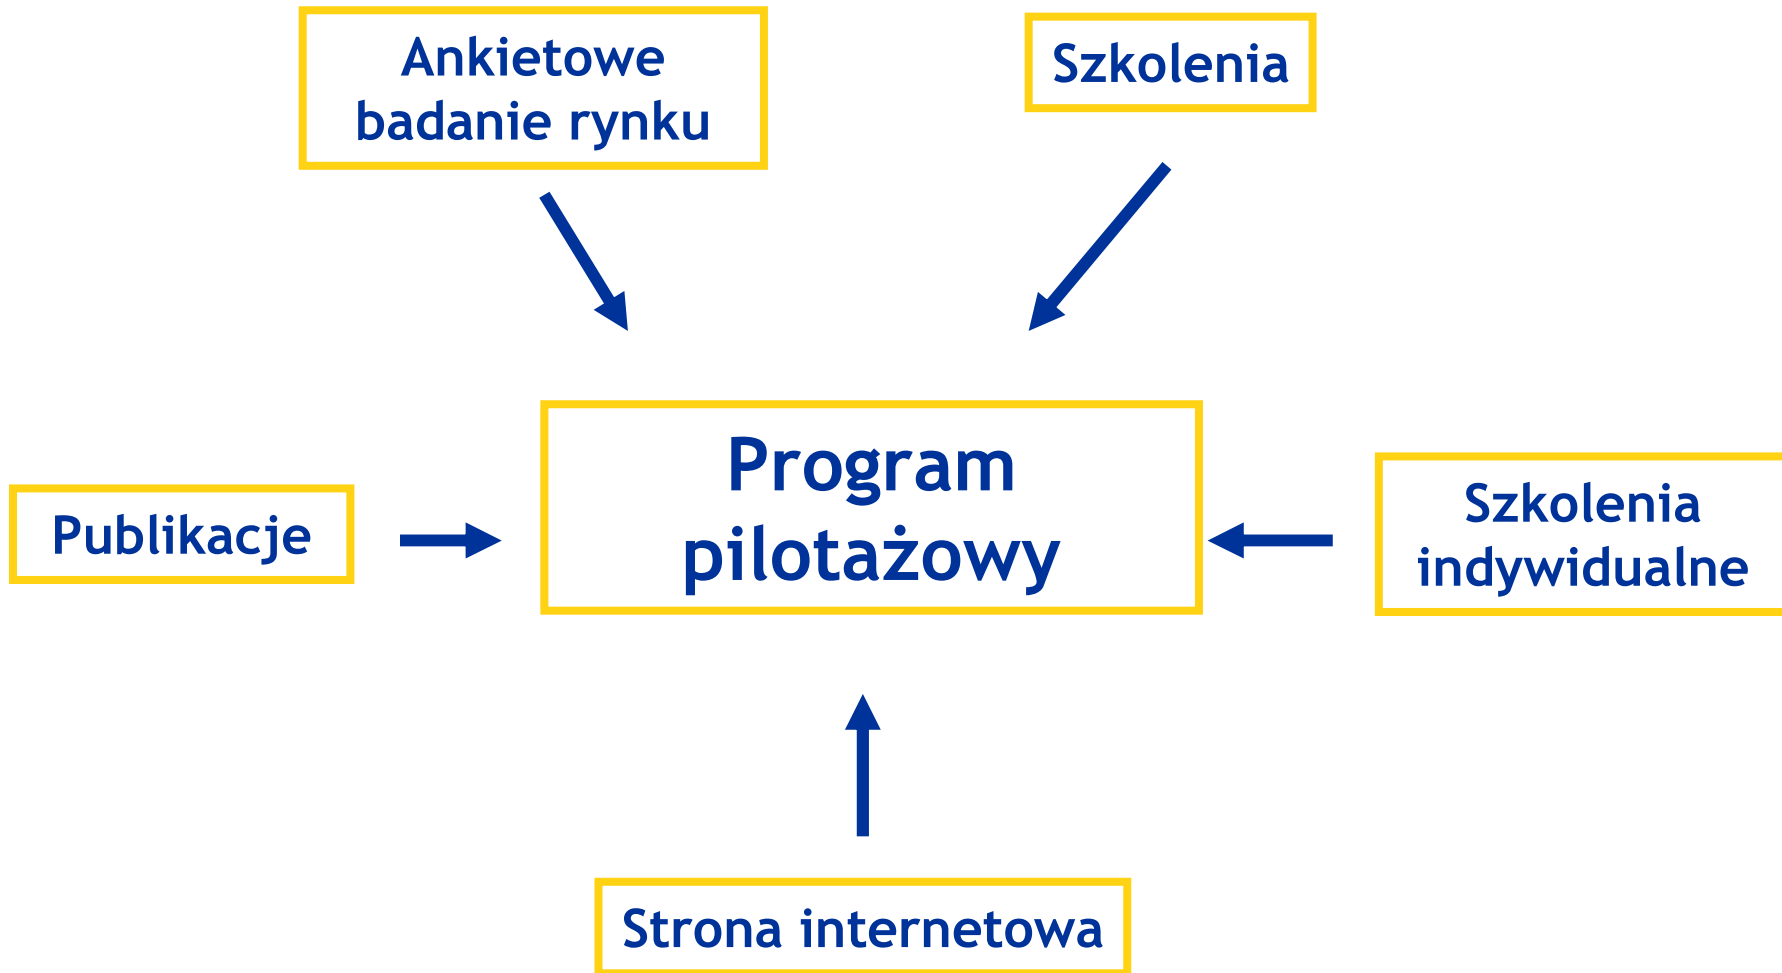 Ankietowe
badanie rynku
Szkolenia
Program
pilotażowy
Publikacje
Szkolenia
indywidualne
Strona internetowa